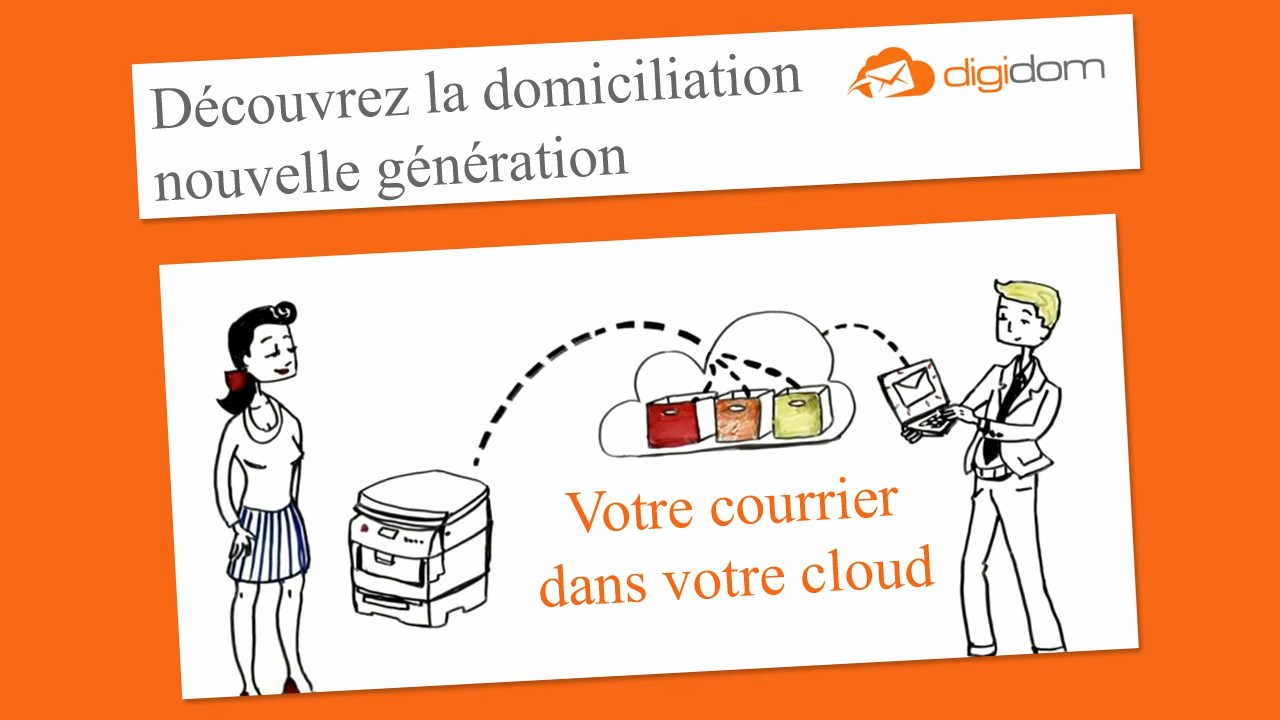 Découvrez la domiciliation
nouvelle génération
digidom
Votre courrier
dans votre cloud